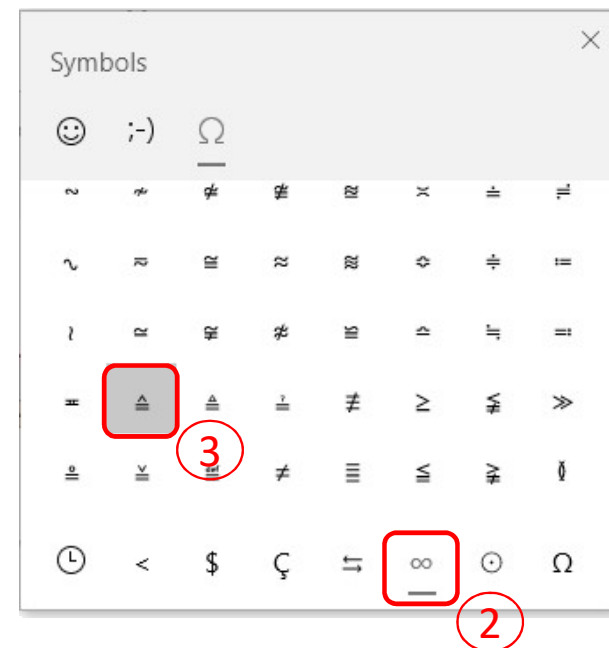 Symbols
;-) Ω
∾ ≁ ≄ ≇ ≊ ≍ ≐ ≓
∿ ≂ ≅ ≈ ≋ ≎ ≑ ≔
≀ ≃ ≆ ≉ ≌ ≏ ≒ ≕
≖ ≙ ≜ ≟ ≢ ≥ ≨ ≫
3
≗ ≚ ≝ ≠ ≣ ≦ ≩ ≬
< $ Ç ⇆ ∞ ⊙ Ω
2